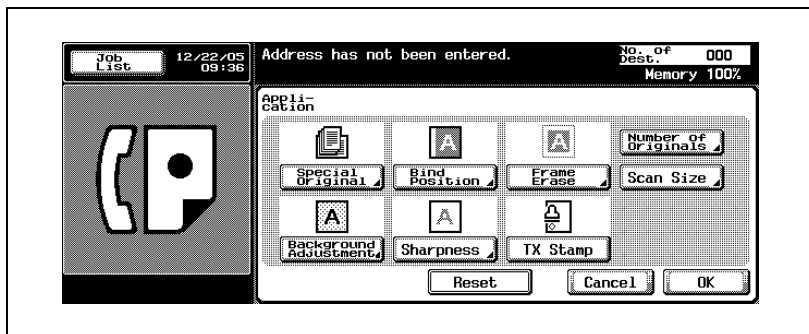 Job List
12/22/05
09:36
Address has not been entered.
No. of Dest. 000
Memory 100%
Appli-
cation
A
A
Number of Originals
Special Original
Bind Position
Frame Erase
Scan Size
A
A
Background Adjustment
Sharpness
TX Stamp
Reset
Cancel
OK